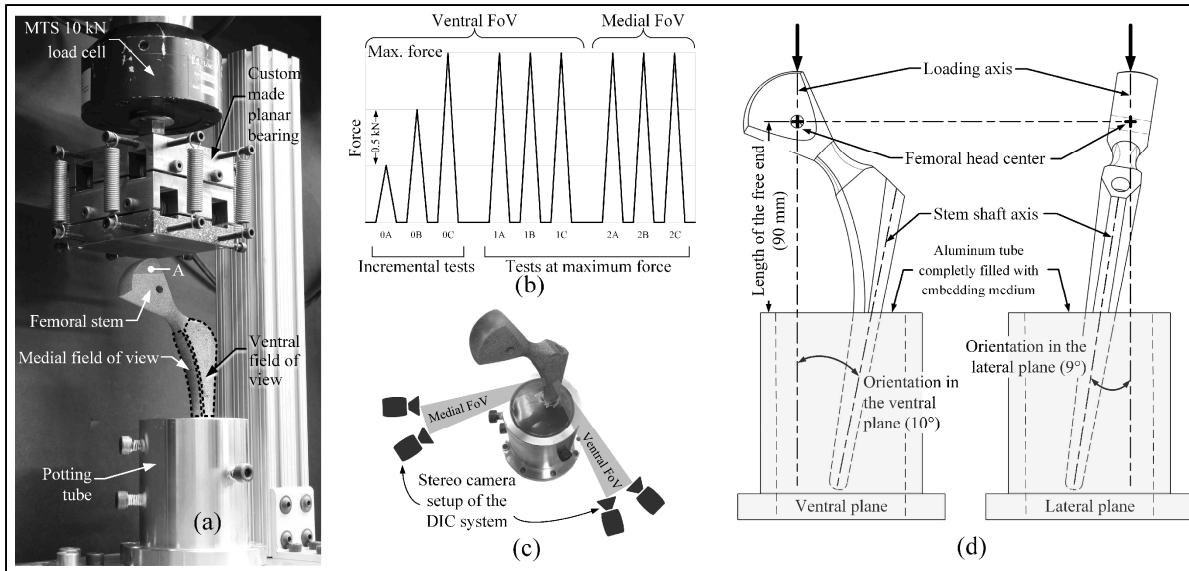 MTS 10 kN
load cell
Custom
made
planar
bearing
A
Femoral stem
Medial field of view
Ventral
field of
view
Potting
tube
(a)
Ventral FoV
Medial FoV
Max. force
Force
0.5 kN
0A
0B
0C
1A
1B
1C
2A
2B
2C
Incremental tests
Tests at maximum force
(b)
Medial FoV
Ventral FoV
Stereo camera
setup of the
DIC system
(c)
Loading axis
Femoral head center
Length of the free end
(90 mm)
Stem shaft axis
Aluminum tube
completly filled with
embedding medium
Orientation in
the ventral
plane (10°)
Orientation in the
lateral plane (9°)
Ventral plane
Lateral plane
(d)